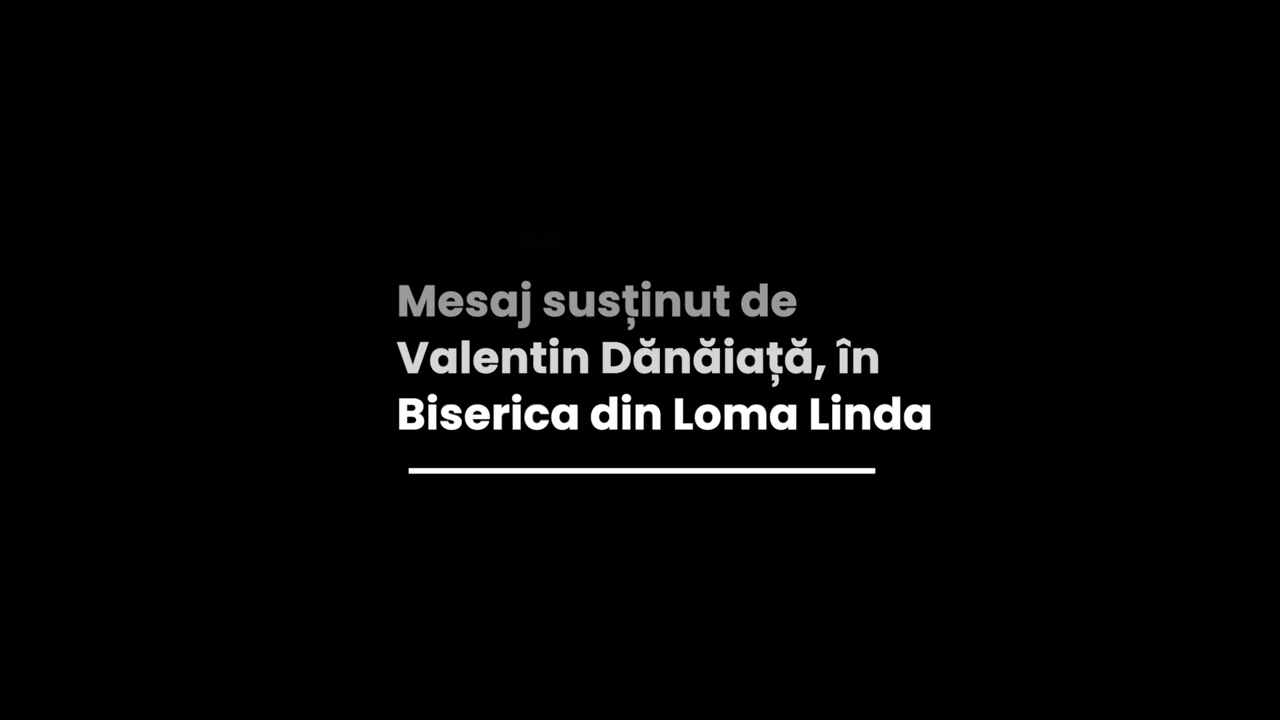 Mesaj susținut de
Valentin Dănăiață, în
Biserica din Loma Linda